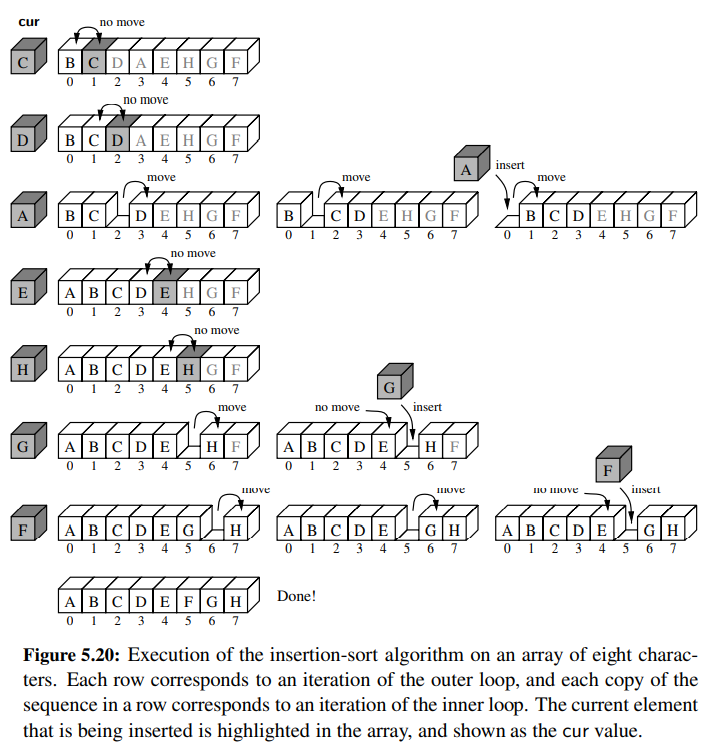 cur no move
C B C D A E H G F
0 1 2 3 4 5 6 7
no move
D B C D A E H G F
0 1 2 3 4 5 6 7
A insert
move move move
A B C D E H G F B C D E H G F B C D E H G F
0 1 2 3 4 5 6 7 0 1 2 3 4 5 6 7 0 1 2 3 4 5 6 7
no move
E A B C D E H G F
0 1 2 3 4 5 6 7
no move
H A B C D E H G F
0 1 2 3 4 5 6 7
G
move no move insert
G A B C D E H F A B C D E H F
0 1 2 3 4 5 6 7 0 1 2 3 4 5 6 7
F
move move no move insert
F A B C D E G H A B C D E G H A B C D E G H
0 1 2 3 4 5 6 7 0 1 2 3 4 5 6 7 0 1 2 3 4 5 6 7
A B C D E F G H Done!
0 1 2 3 4 5 6 7
Figure 5.20: Execution of the insertion-sort algorithm on an array of eight charac-
ters. Each row corresponds to an iteration of the outer loop, and each copy of the
sequence in a row corresponds to an iteration of the inner loop. The current element
that is being inserted is highlighted in the array, and shown as the cur value.